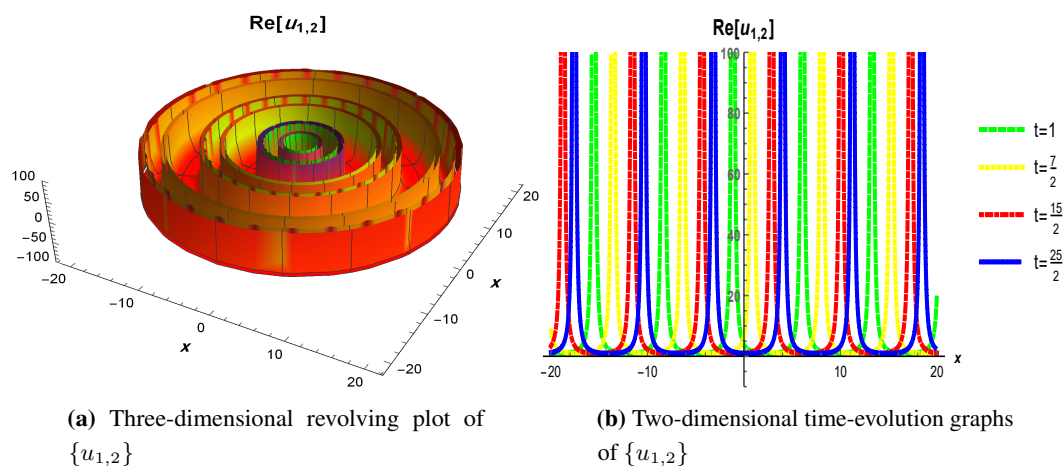 Re[u1,2]
100
50
0
−50
−100
−20
−10
0
10
20
x
20
10
0
−10
−20
x
Re[u1,2]
100
80
60
40
20
−20
−10
0
10
20
x
t=1
t=7/2
t=15/2
t=25/2
(a) Three-dimensional revolving plot of
{u1,2}
(b) Two-dimensional time-evolution graphs
of {u1,2}